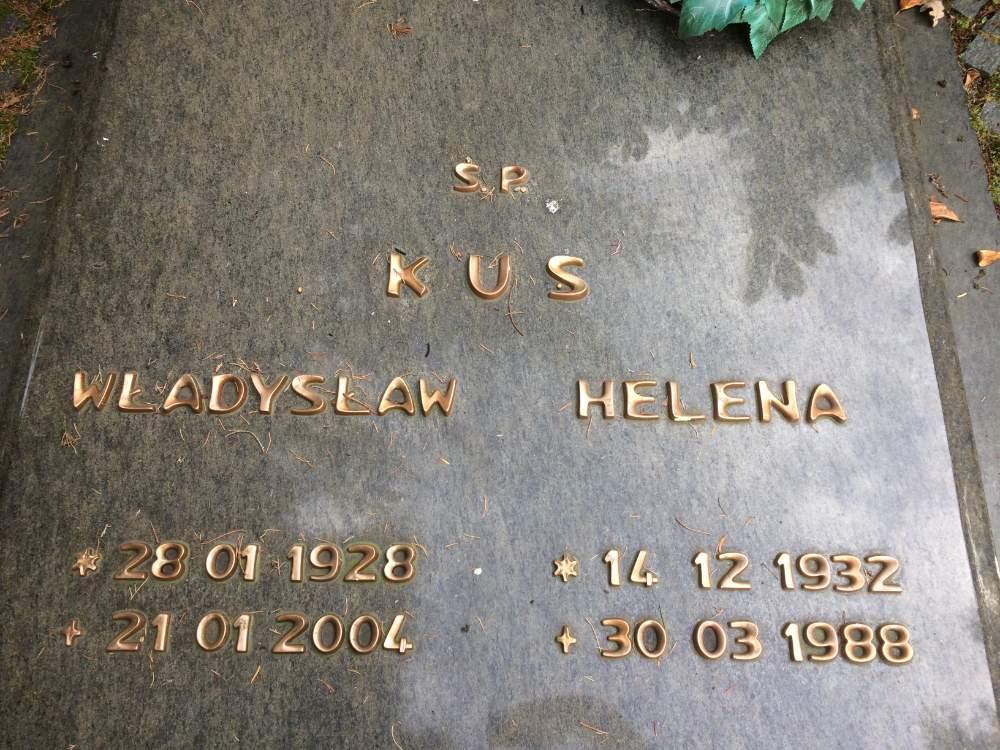 Ś.P.
KUS
WŁADYSŁAW HELENA
* 28 01 1928 * 14 12 1932
+ 21 01 2004 + 30 03 1988